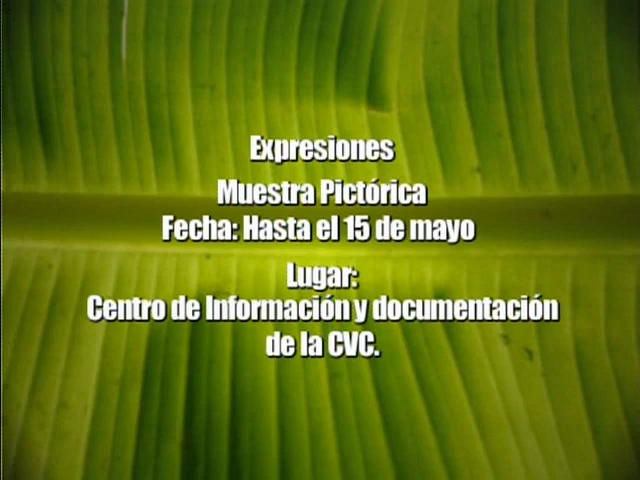 Expresiones
Muestra Pictórica
Fecha: Hasta el 15 de mayo
Lugar:
Centro de Información y documentación
de la CVC.